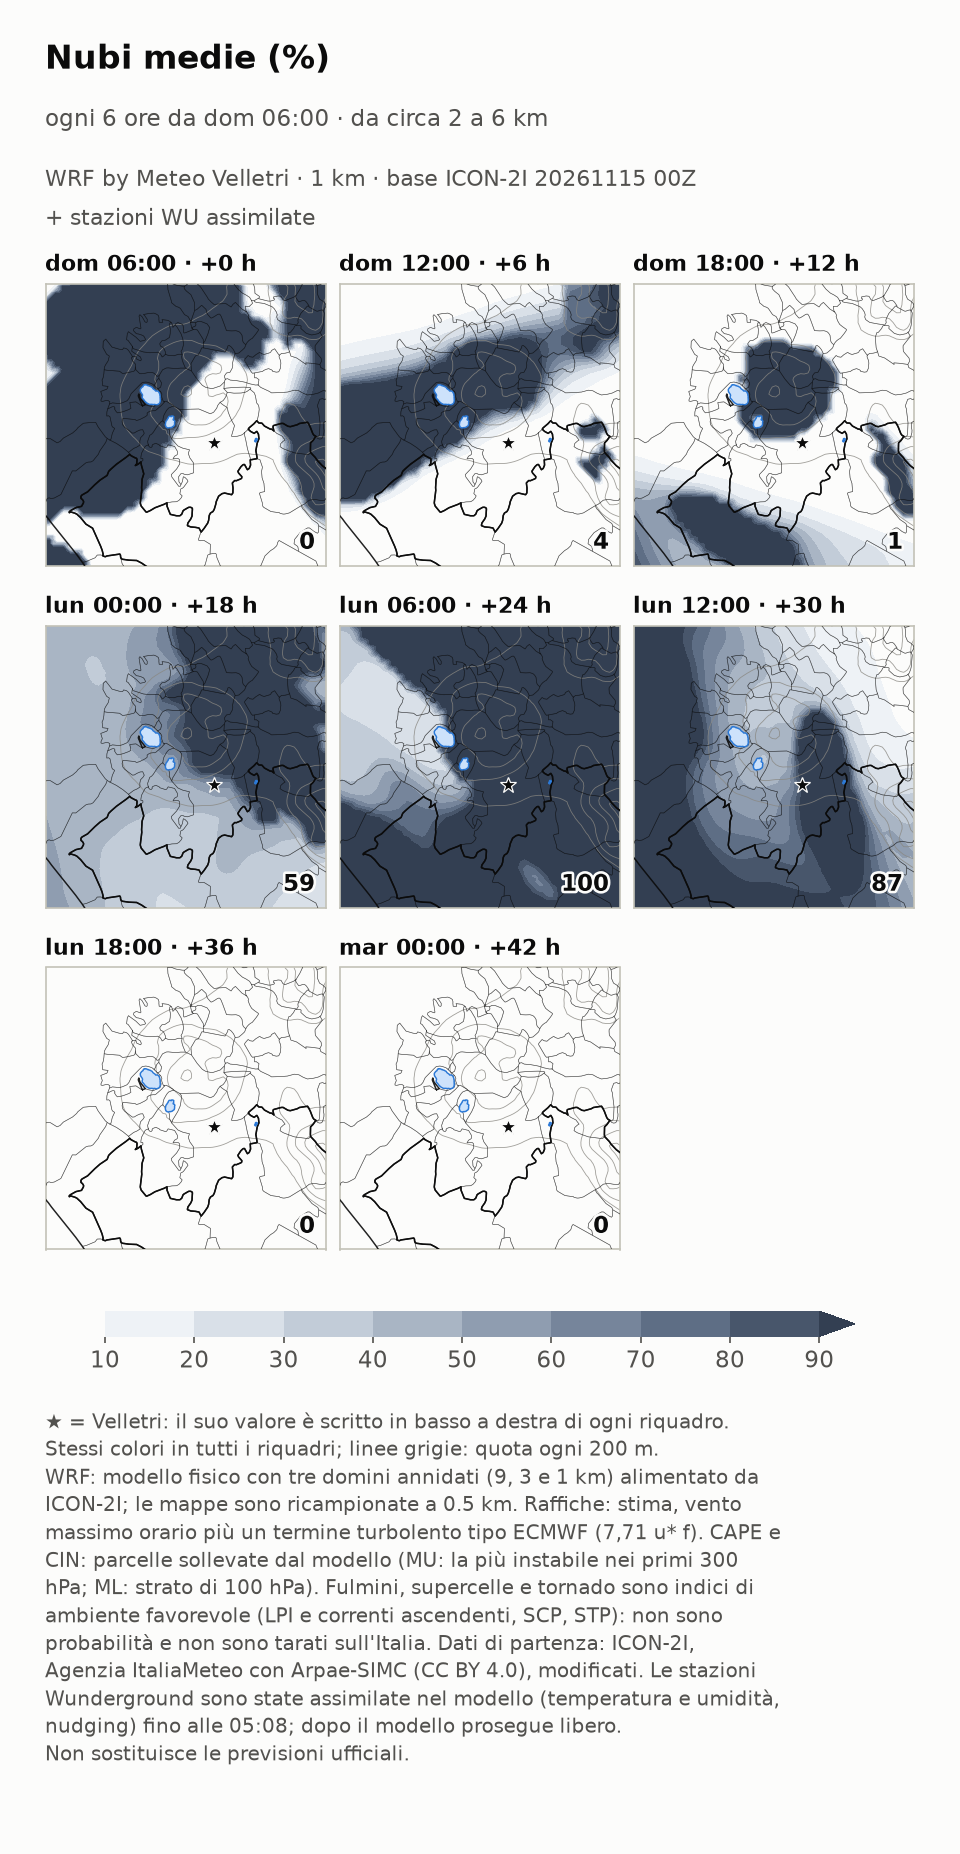 Nubi medie (%)
ogni 6 ore da dom 06:00 · da circa 2 a 6 km
WRF by Meteo Velletri · 1 km · base ICON-2I 20261115 00Z
+ stazioni WU assimilate
dom 06:00 · +0 h
dom 12:00 · +6 h
dom 18:00 · +12 h
0
4
1
lun 00:00 · +18 h
lun 06:00 · +24 h
lun 12:00 · +30 h
59
100
87
lun 18:00 · +36 h
mar 00:00 · +42 h
0
0
10 20 30 40 50 60 70 80 90
★ = Velletri: il suo valore è scritto in basso a destra di ogni riquadro.
Stessi colori in tutti i riquadri; linee grigie: quota ogni 200 m.
WRF: modello fisico con tre domini annidati (9, 3 e 1 km) alimentato da
ICON-2I; le mappe sono ricampionate a 0.5 km. Raffiche: stima, vento
massimo orario più un termine turbolento tipo ECMWF (7,71 u* f). CAPE e
CIN: parcelle sollevate dal modello (MU: la più instabile nei primi 300
hPa; ML: strato di 100 hPa). Fulmini, supercelle e tornado sono indici di
ambiente favorevole (LPI e correnti ascendenti, SCP, STP): non sono
probabilità e non sono tarati sull'Italia. Dati di partenza: ICON-2I,
Agenzia ItaliaMeteo con Arpae-SIMC (CC BY 4.0), modificati. Le stazioni
Wunderground sono state assimilate nel modello (temperatura e umidità,
nudging) fino alle 05:08; dopo il modello prosegue libero.
Non sostituisce le previsioni ufficiali.